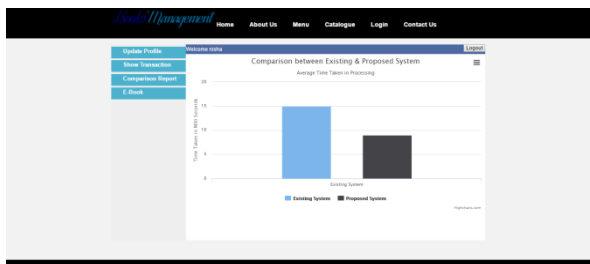 Books Management
Home About Us Menu Catalogue Login Contact Us
Update Profile
Show Transaction
Comparison Report
E-Book
Welcome nisha
Logout
Comparison between Existing & Proposed System
Average Time Taken in Processing
Time Taken in Milli Seconds
20
15
10
5
0
Existing System
Existing System Proposed System
Highcharts.com